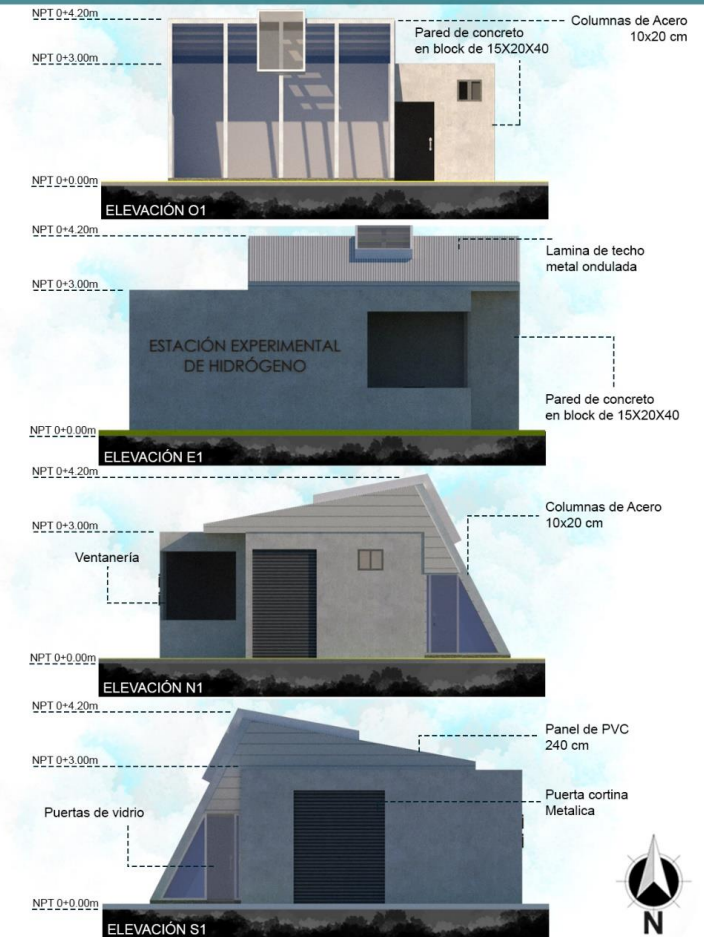 NPT 0+4.20m
Columnas de Acero
10x20 cm
Pared de concreto
en block de 15X20X40
NPT 0+3.00m
NPT 0+0.00m
ELEVACIÓN O1
NPT 0+4.20m
Lamina de techo
metal ondulada
NPT 0+3.00m
ESTACIÓN EXPERIMENTAL
DE HIDRÓGENO
Pared de concreto
en block de 15X20X40
NPT 0+0.00m
ELEVACIÓN E1
NPT 0+4.20m
Columnas de Acero
10x20 cm
NPT 0+3.00m
Ventanería
NPT 0+0.00m
ELEVACIÓN N1
NPT 0+4.20m
Panel de PVC
240 cm
NPT 0+3.00m
Puerta cortina
Metalica
Puertas de vidrio
NPT 0+0.00m
ELEVACIÓN S1
N